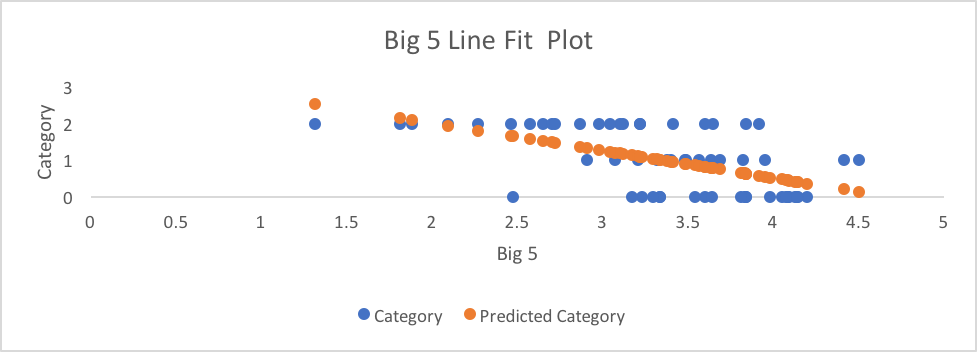 Big 5 Line Fit  Plot
Category
3
2
1
0
0 0.5 1 1.5 2 2.5 3 3.5 4 4.5 5
Big 5
Category Predicted Category